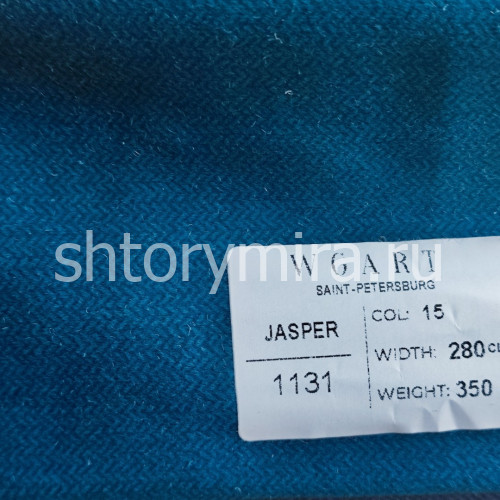 shtorymira.ru
WGART
SAINT-PETERSBURG
JASPER
1131
COL: 15
WIDTH: 280
WEIGHT: 350